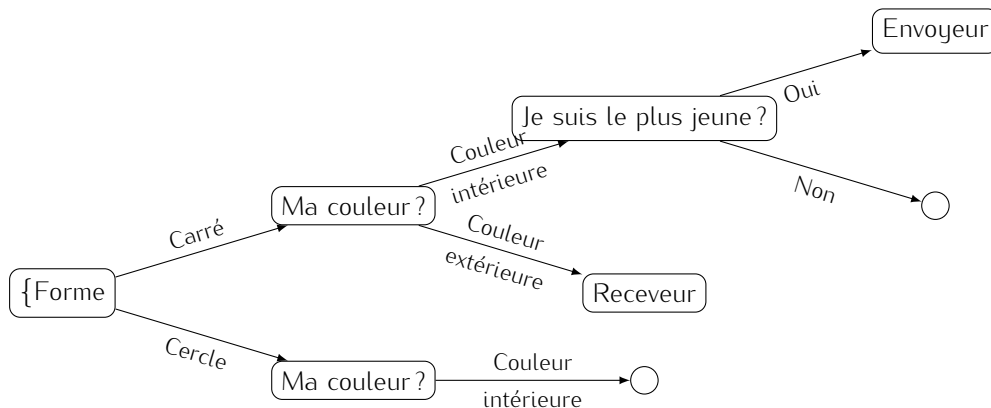 Envoyeur
Oui
Je suis le plus jeune ?
Couleur
intérieure
Non
Ma couleur ?
Carré
Couleur
extérieure
{Forme
Receveur
Cercle
Ma couleur ?
Couleur
intérieure